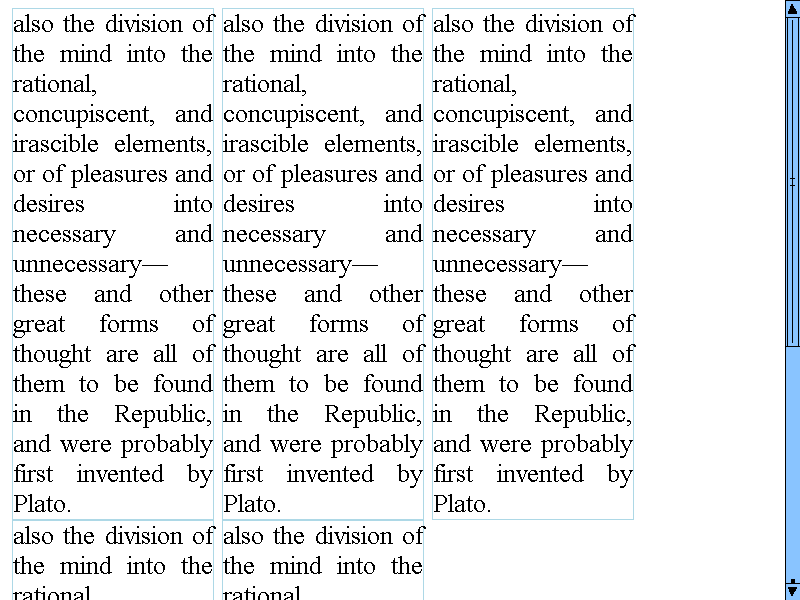 also the division of
the mind into the
rational,
concupiscent, and
irascible elements,
or of pleasures and
desires into
necessary and
unnecessary—
these and other
great forms of
thought are all of
them to be found
in the Republic,
and were probably
first invented by
Plato.
also the division of
the mind into the
rational,
concupiscent, and
irascible elements,
or of pleasures and
desires into
necessary and
unnecessary—
these and other
great forms of
thought are all of
them to be found
in the Republic,
and were probably
first invented by
Plato.
also the division of
the mind into the
rational,
concupiscent, and
irascible elements,
or of pleasures and
desires into
necessary and
unnecessary—
these and other
great forms of
thought are all of
them to be found
in the Republic,
and were probably
first invented by
Plato.
also the division of
the mind into the
rational,
also the division of
the mind into the
rational,